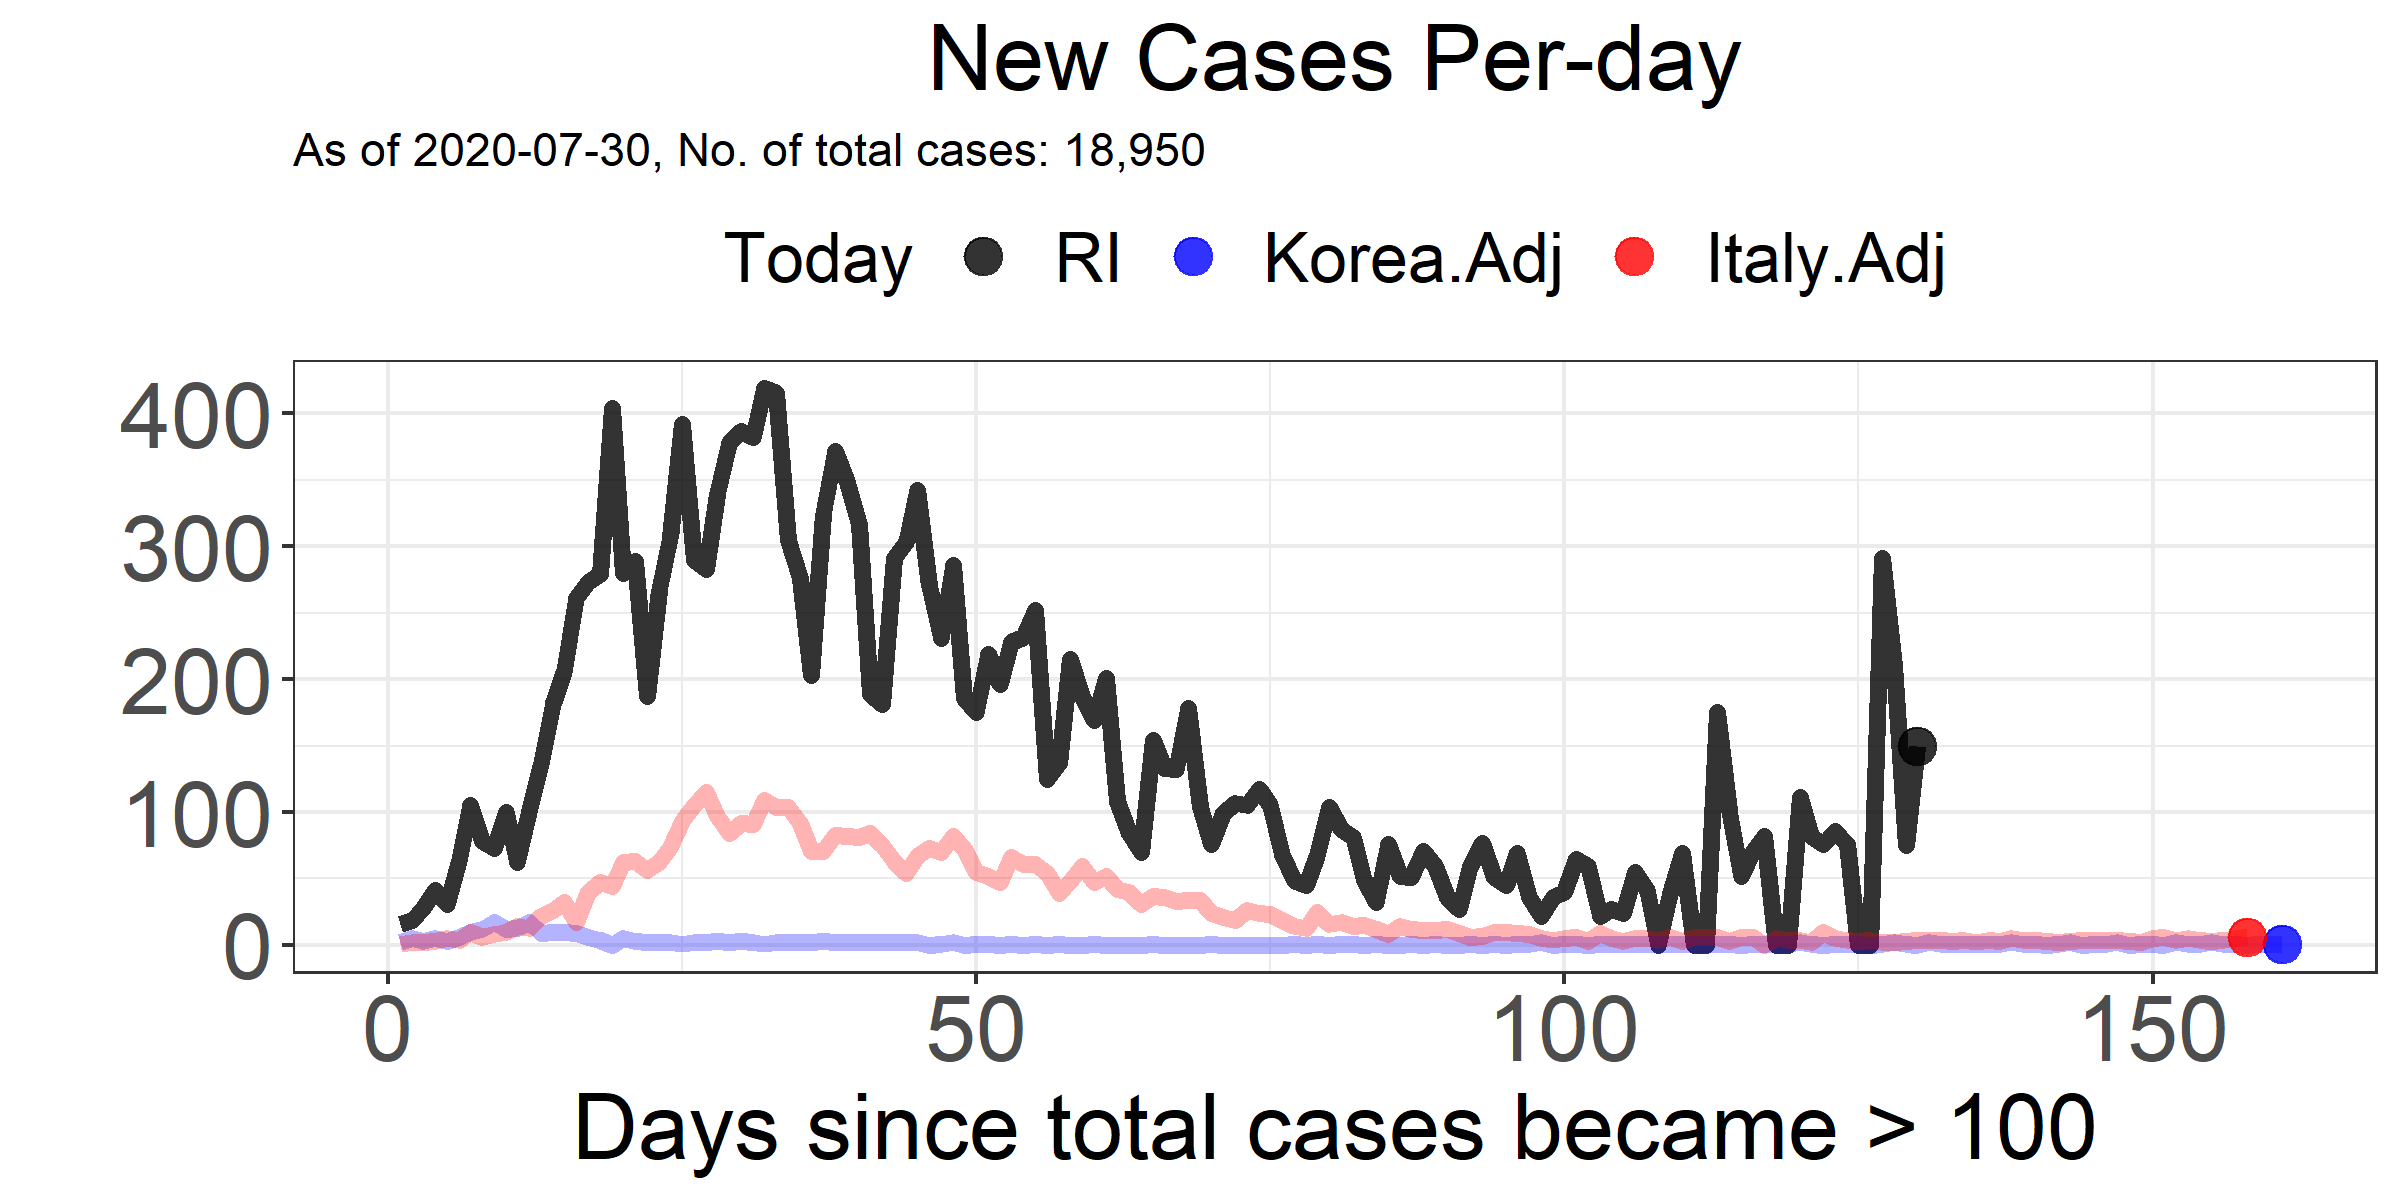 New Cases Per-day
As of 2020-07-30, No. of total cases: 18,950
Today RI Korea.Adj Italy.Adj
400
300
200
100
0
0 50 100 150
Days since total cases became > 100